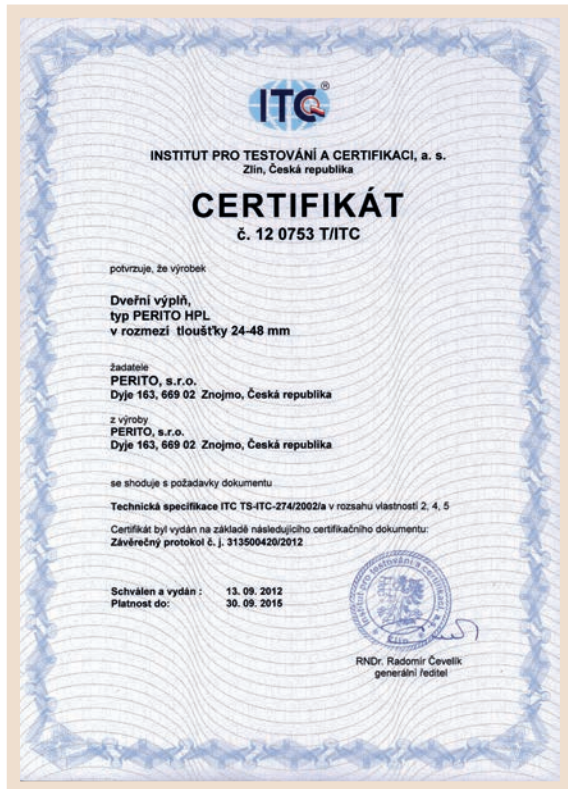 ITC®
INSTITUT PRO TESTOVÁNÍ A CERTIFIKACI, a. s.
Zlín, Česká republika
CERTIFIKÁT
č. 12 0753 T/ITC
potvrzuje, že výrobek
Dveřní výplň,
typ PERITO HPL
v rozmezí tloušťky 24-48 mm
žadatele
PERITO, s.r.o.
Dyje 163, 669 02 Znojmo, Česká republika
z výroby
PERITO, s.r.o.
Dyje 163, 669 02 Znojmo, Česká republika
se shoduje s požadavky dokumentu
Technická specifikace ITC TS-ITC-274/2002/a v rozsahu vlastností 2, 4, 5
Certifikát byl vydán na základě následujícího certifikačního dokumentu:
Závěrečný protokol č. j. 313500420/2012
Schválen a vydán : 13. 09. 2012
Platnost do: 30. 09. 2015
Institut pro testování a certifikaci, a.s.
Zlín
RNDr. Radomír Čevelík
generální ředitel